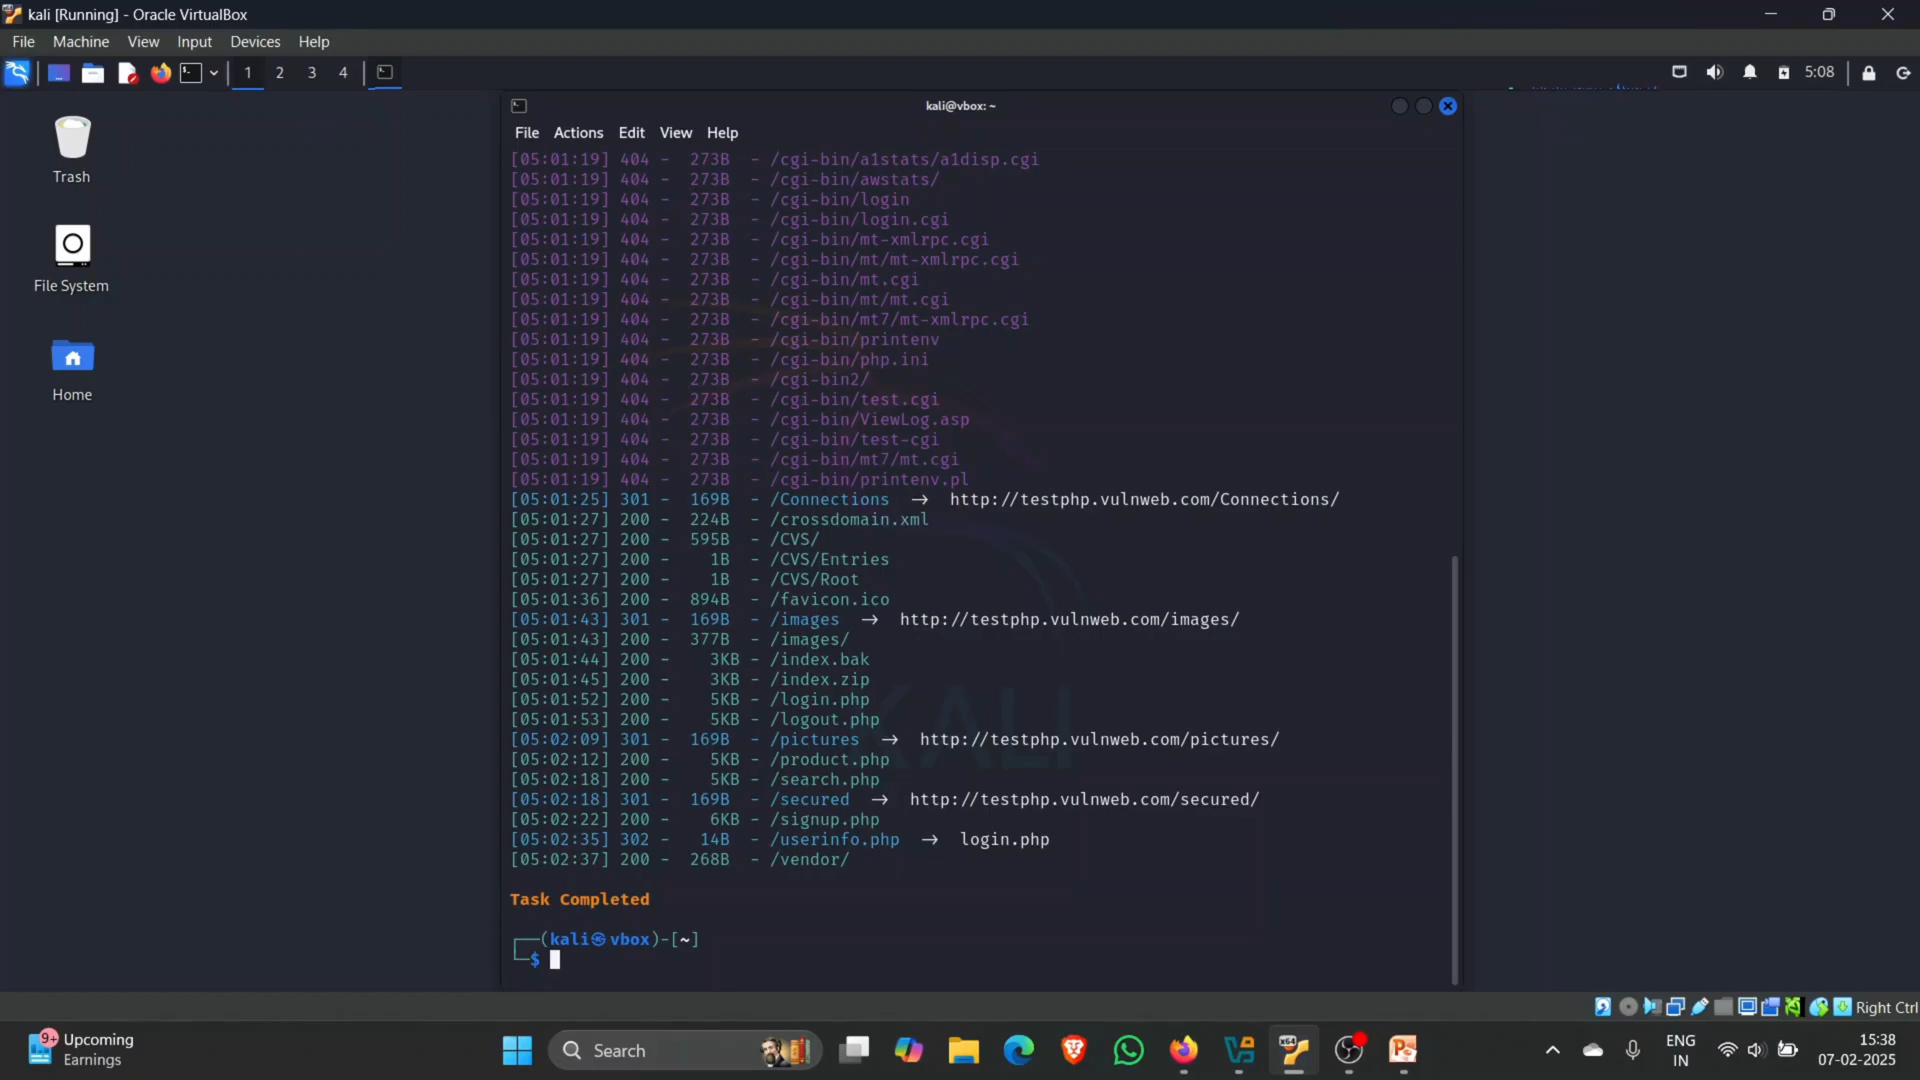 kali [Running] - Oracle VirtualBox
File Machine View Input Devices Help
1 2 3 4
5:08
Trash
File System
Home
kali@vbox: ~
File Actions Edit View Help
[05:01:19] 404 - 273B - /cgi-bin/a1stats/a1disp.cgi
[05:01:19] 404 - 273B - /cgi-bin/awstats/
[05:01:19] 404 - 273B - /cgi-bin/login
[05:01:19] 404 - 273B - /cgi-bin/login.cgi
[05:01:19] 404 - 273B - /cgi-bin/mt-xmlrpc.cgi
[05:01:19] 404 - 273B - /cgi-bin/mt/mt-xmlrpc.cgi
[05:01:19] 404 - 273B - /cgi-bin/mt.cgi
[05:01:19] 404 - 273B - /cgi-bin/mt/mt.cgi
[05:01:19] 404 - 273B - /cgi-bin/mt7/mt-xmlrpc.cgi
[05:01:19] 404 - 273B - /cgi-bin/printenv
[05:01:19] 404 - 273B - /cgi-bin/php.ini
[05:01:19] 404 - 273B - /cgi-bin2/
[05:01:19] 404 - 273B - /cgi-bin/test.cgi
[05:01:19] 404 - 273B - /cgi-bin/ViewLog.asp
[05:01:19] 404 - 273B - /cgi-bin/test-cgi
[05:01:19] 404 - 273B - /cgi-bin/mt7/mt.cgi
[05:01:19] 404 - 273B - /cgi-bin/printenv.pl
[05:01:25] 301 - 169B - /Connections → http://testphp.vulnweb.com/Connections/
[05:01:27] 200 - 224B - /crossdomain.xml
[05:01:27] 200 - 595B - /CVS/
[05:01:27] 200 - 1B - /CVS/Entries
[05:01:27] 200 - 1B - /CVS/Root
[05:01:36] 200 - 894B - /favicon.ico
[05:01:43] 301 - 169B - /images → http://testphp.vulnweb.com/images/
[05:01:43] 200 - 377B - /images/
[05:01:44] 200 - 3KB - /index.bak
[05:01:45] 200 - 3KB - /index.zip
[05:01:52] 200 - 5KB - /login.php
[05:01:53] 200 - 5KB - /logout.php
[05:02:09] 301 - 169B - /pictures → http://testphp.vulnweb.com/pictures/
[05:02:12] 200 - 5KB - /product.php
[05:02:18] 200 - 5KB - /search.php
[05:02:18] 301 - 169B - /secured → http://testphp.vulnweb.com/secured/
[05:02:22] 200 - 6KB - /signup.php
[05:02:35] 302 - 14B - /userinfo.php → login.php
[05:02:37] 200 - 268B - /vendor/
KALI
Task Completed
┌──(kali㉿vbox)-[~]
└─$
Right Ctrl
9+
Upcoming
Earnings
Search
ENG
IN
15:38
07-02-2025